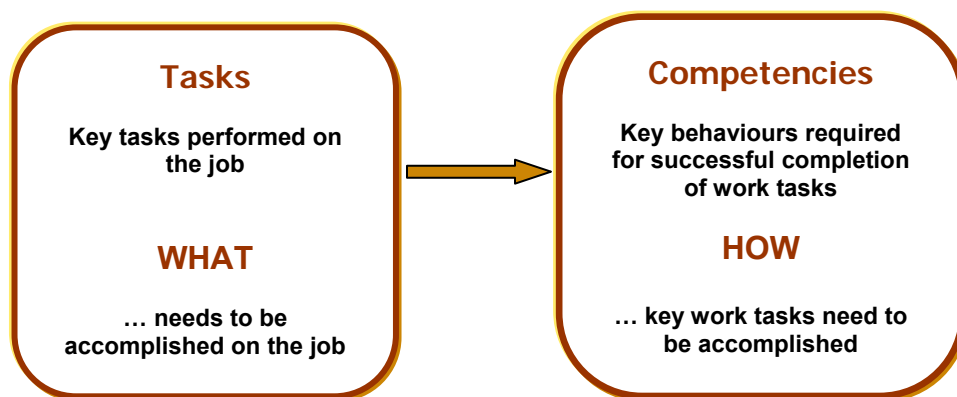 Tasks
Key tasks performed on
the job
WHAT
… needs to be
accomplished on the job
Competencies
Key behaviours required
for successful completion
of work tasks
HOW
… key work tasks need to
be accomplished